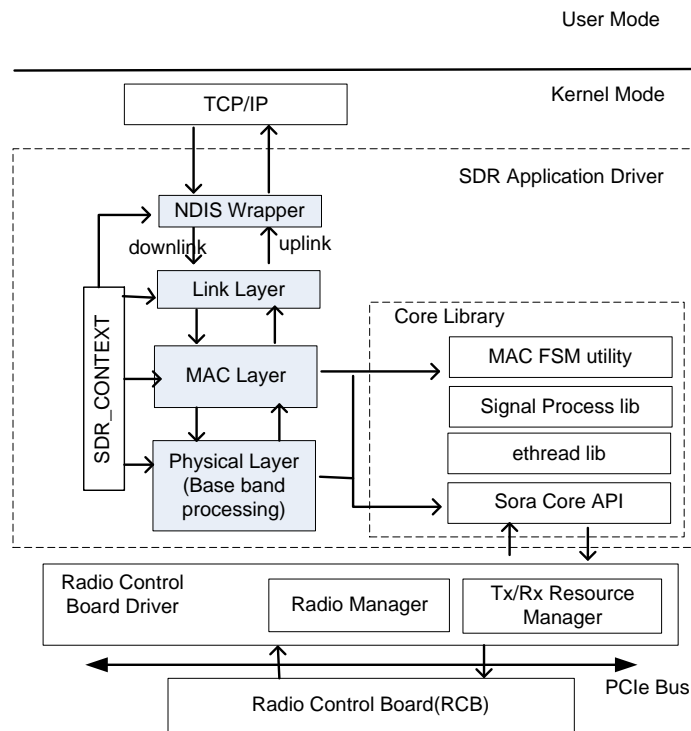 User Mode
Kernel Mode
TCP/IP
SDR Application Driver
NDIS Wrapper
downlink
uplink
Link Layer
SDR_CONTEXT
MAC Layer
Physical Layer
(Base band
processing)
Core Library
MAC FSM utility
Signal Process lib
ethread lib
Sora Core API
Radio Control
Board Driver
Radio Manager
Tx/Rx Resource
Manager
PCIe Bus
Radio Control Board(RCB)